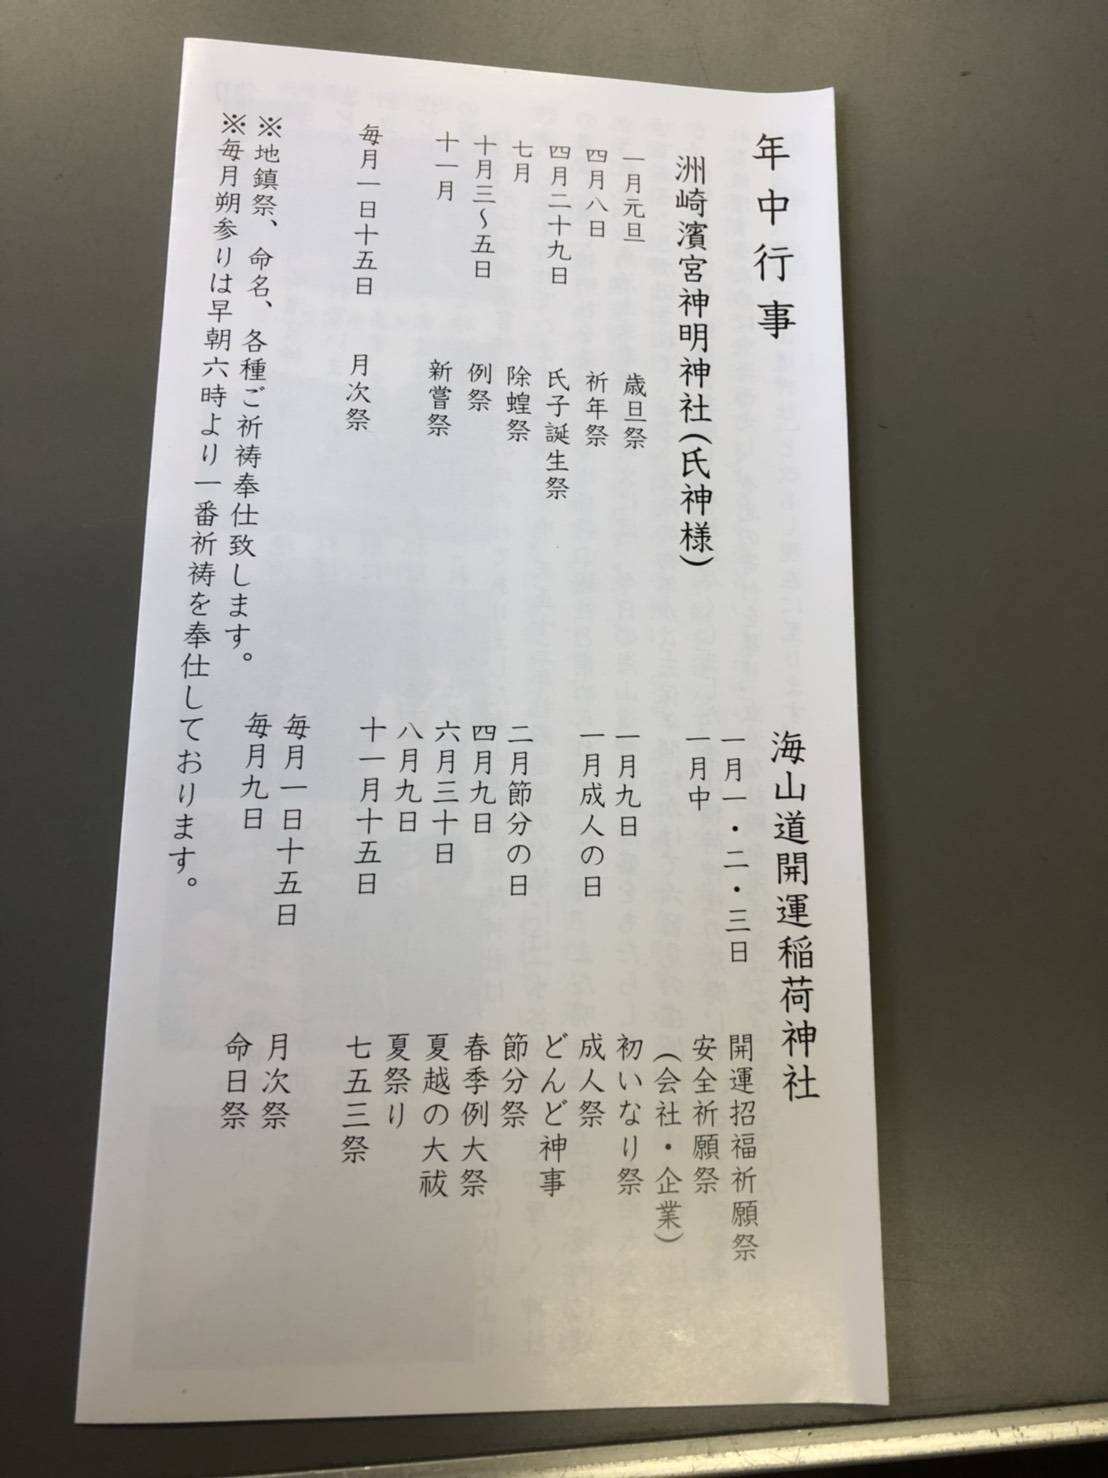 年中行事
洲崎濱宮神明神社(氏神様)
一月元旦　歳旦祭
四月八日　祈年祭
四月二十九日　氏子誕生祭
七月　除蝗祭
十月三～五日　例祭
十一月　新嘗祭
毎月一日十五日　月次祭
海山道開運稲荷神社
一月一・二・三日　開運招福祈願祭
一月中　安全祈願祭
(会社・企業)
一月九日　初いなり祭
一月成人の日　成人祭
どんど神事
二月節分の日　節分祭
四月九日　春季例大祭
六月三十日　夏越の大祓
八月九日　夏祭り
十一月十五日　七五三祭
毎月一日十五日　月次祭
毎月九日　命日祭
※地鎮祭、命名、各種ご祈祷奉仕致します。
※毎月朔参りは早朝六時より一番祈祷を奉仕しております。